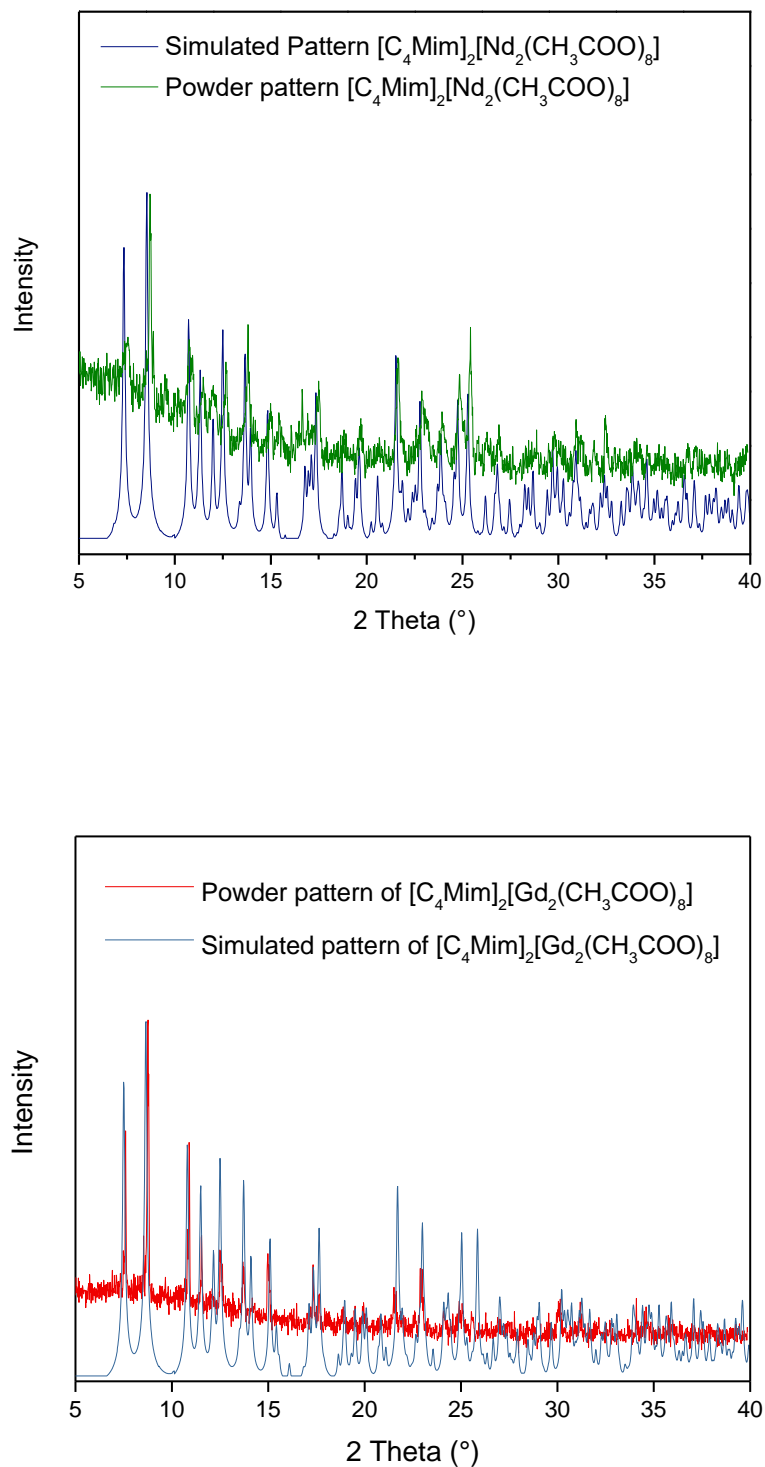 Simulated Pattern [C₄Mim]₂[Nd₂(CH₃COO)₈]
Powder pattern [C₄Mim]₂[Nd₂(CH₃COO)₈]
Intensity
5 10 15 20 25 30 35 40
2 Theta (°)
Powder pattern of [C₄Mim]₂[Gd₂(CH₃COO)₈]
Simulated pattern of [C₄Mim]₂[Gd₂(CH₃COO)₈]
Intensity
5 10 15 20 25 30 35 40
2 Theta (°)